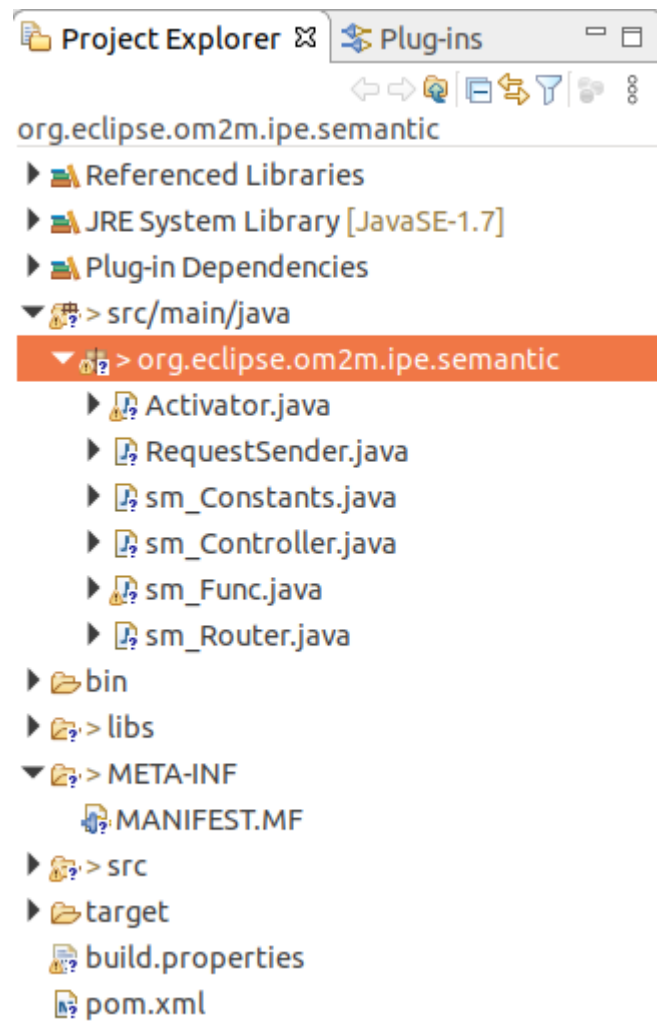 Project Explorer Plug-ins
org.eclipse.om2m.ipe.semantic
Referenced Libraries
JRE System Library [JavaSE-1.7]
Plug-in Dependencies
> src/main/java
> org.eclipse.om2m.ipe.semantic
Activator.java
RequestSender.java
sm_Constants.java
sm_Controller.java
sm_Func.java
sm_Router.java
bin
> libs
> META-INF
MANIFEST.MF
> src
target
build.properties
pom.xml